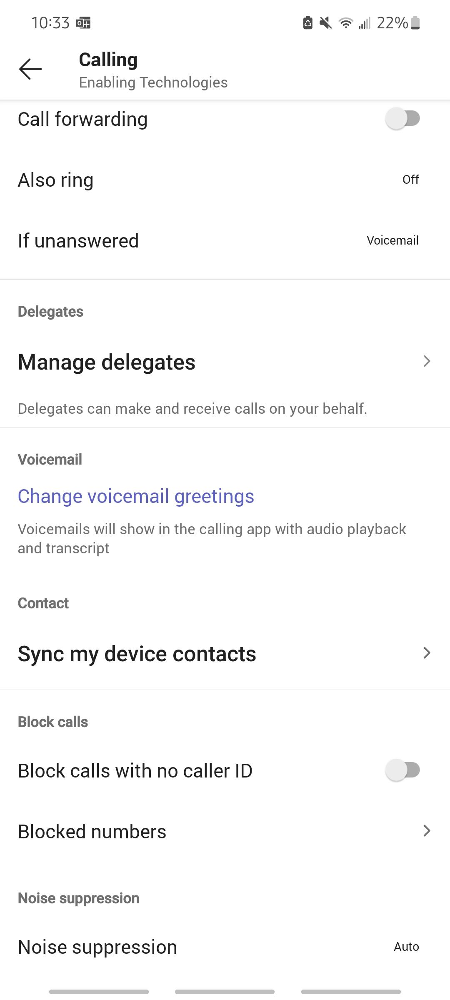 10:33
22%
Calling
Enabling Technologies
Call forwarding
Also ring
Off
If unanswered
Voicemail
Delegates
Manage delegates
Delegates can make and receive calls on your behalf.
Voicemail
Change voicemail greetings
Voicemails will show in the calling app with audio playback
and transcript
Contact
Sync my device contacts
Block calls
Block calls with no caller ID
Blocked numbers
Noise suppression
Noise suppression
Auto